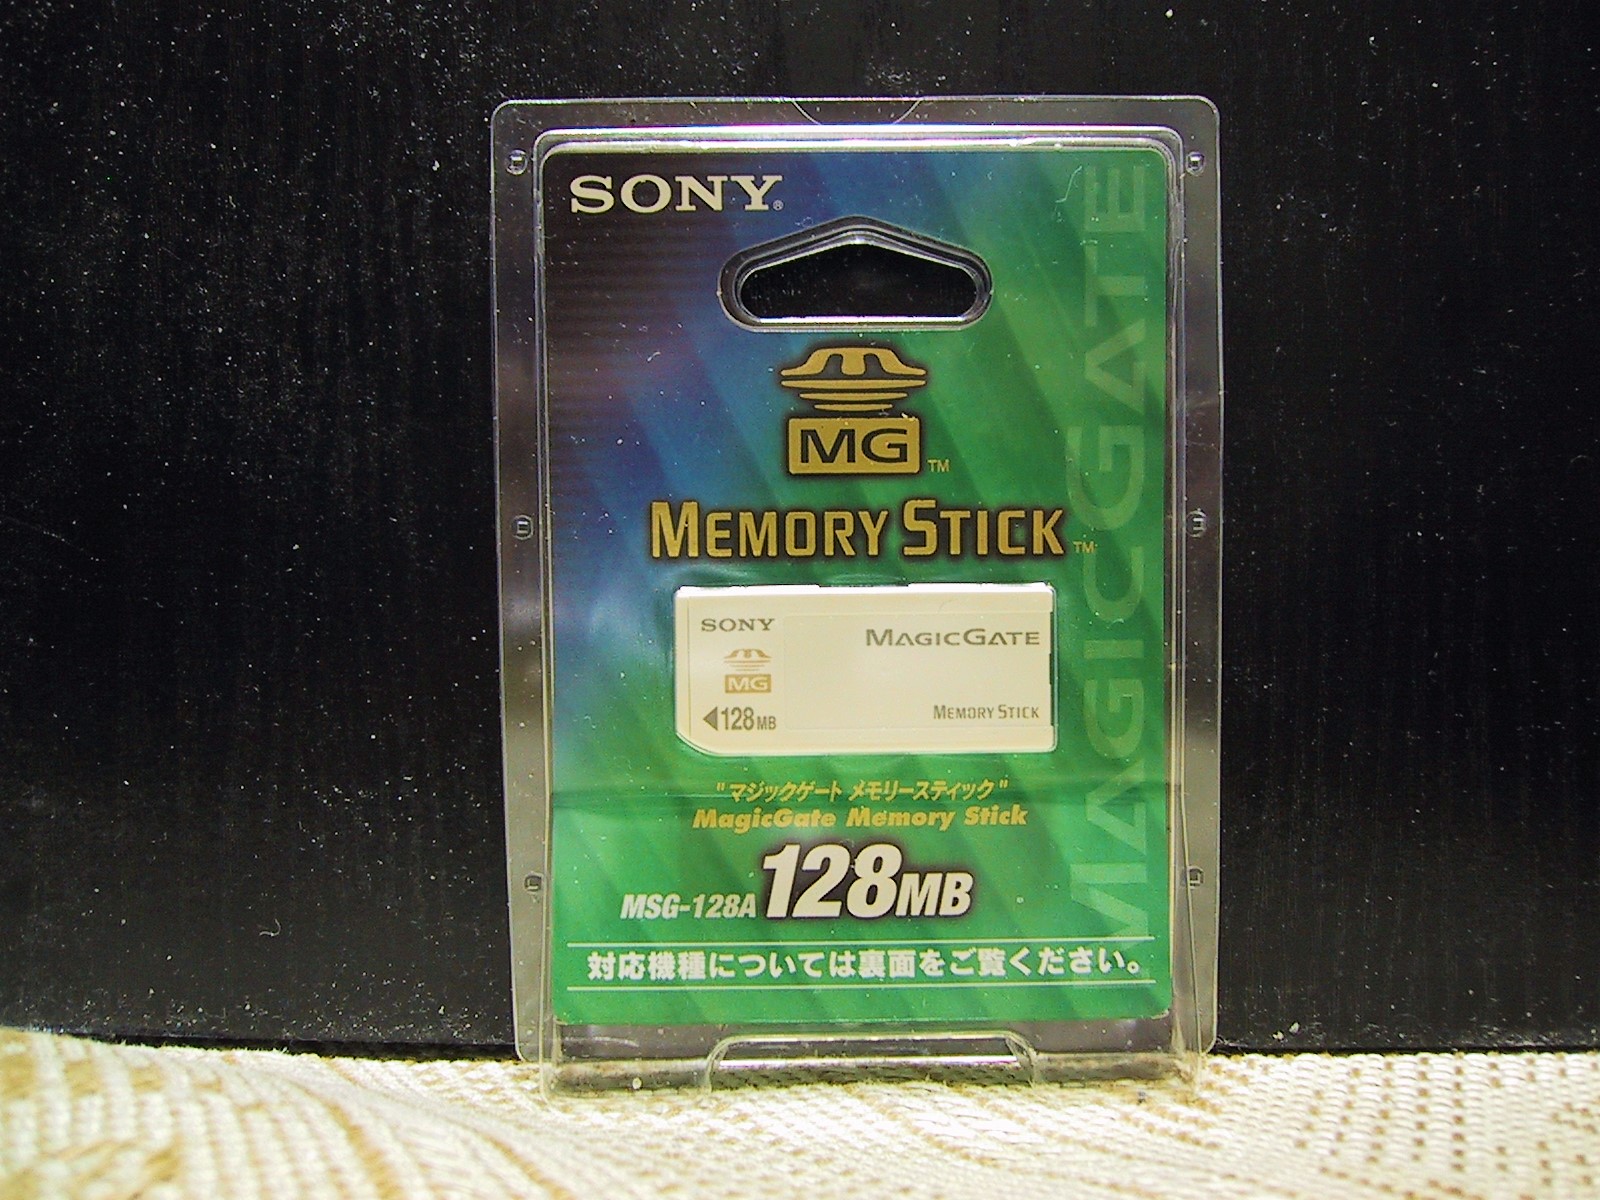 SONY®
MG™
MEMORY STICK™
SONY
MAGICGATE
MG
◀128MB
MEMORY STICK
"マジックゲート メモリースティック"
MagicGate Memory Stick
MSG-128A 128MB
対応機種については裏面をご覧ください。
MAGICGATE